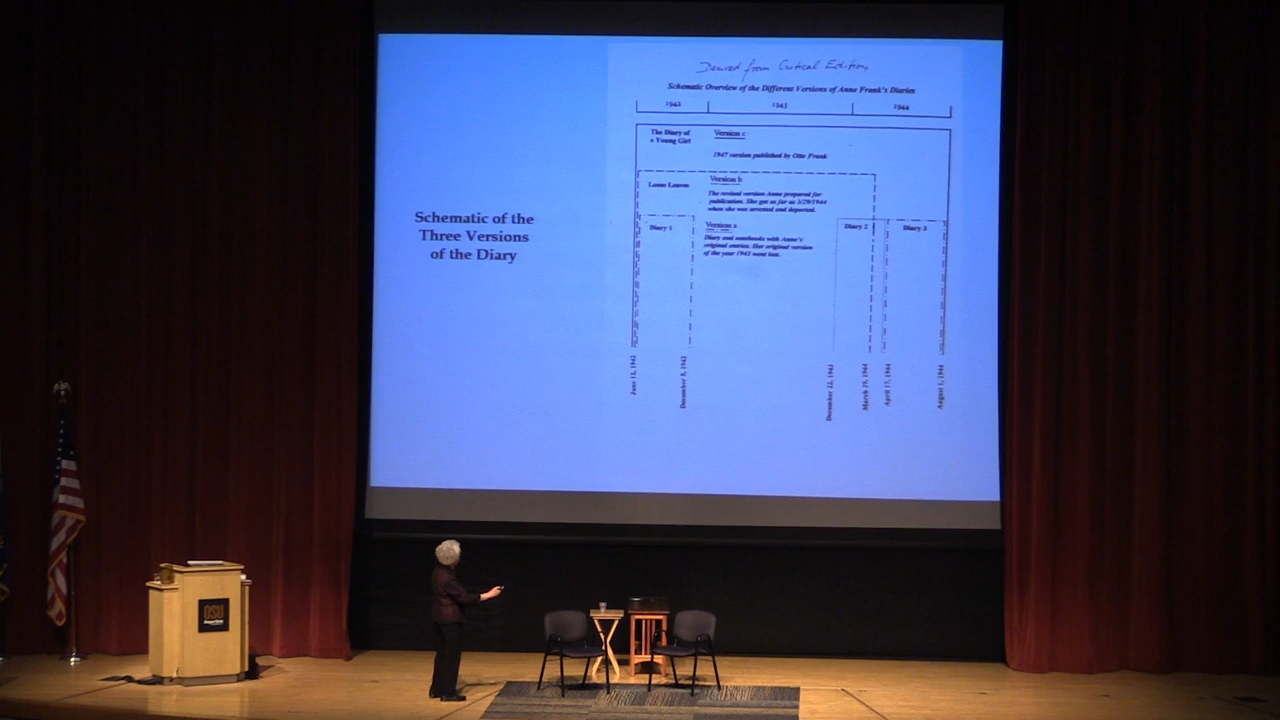 Derived from Critical Edition,
Schematic Overview of the Different Versions of Anne Frank's Diaries
1942 1943 1944
The Diary of
a Young Girl
Version c
1947 version published by Otto Frank
Loose Leaves
Version b
The revised version Anne prepared for
publication. She got as far as 3/29/1944
when she was arrested and deported.
Diary 1
Version a
Diary and notebooks with Anne's
original entries. Her original version
of the year 1943 went lost.
Diary 2
Diary 3
Schematic of the
Three Versions
of the Diary
June 12, 1942
December 5, 1942
December 22, 1943
March 29, 1944
April 17, 1944
August 1, 1944
OSU
Oregon State